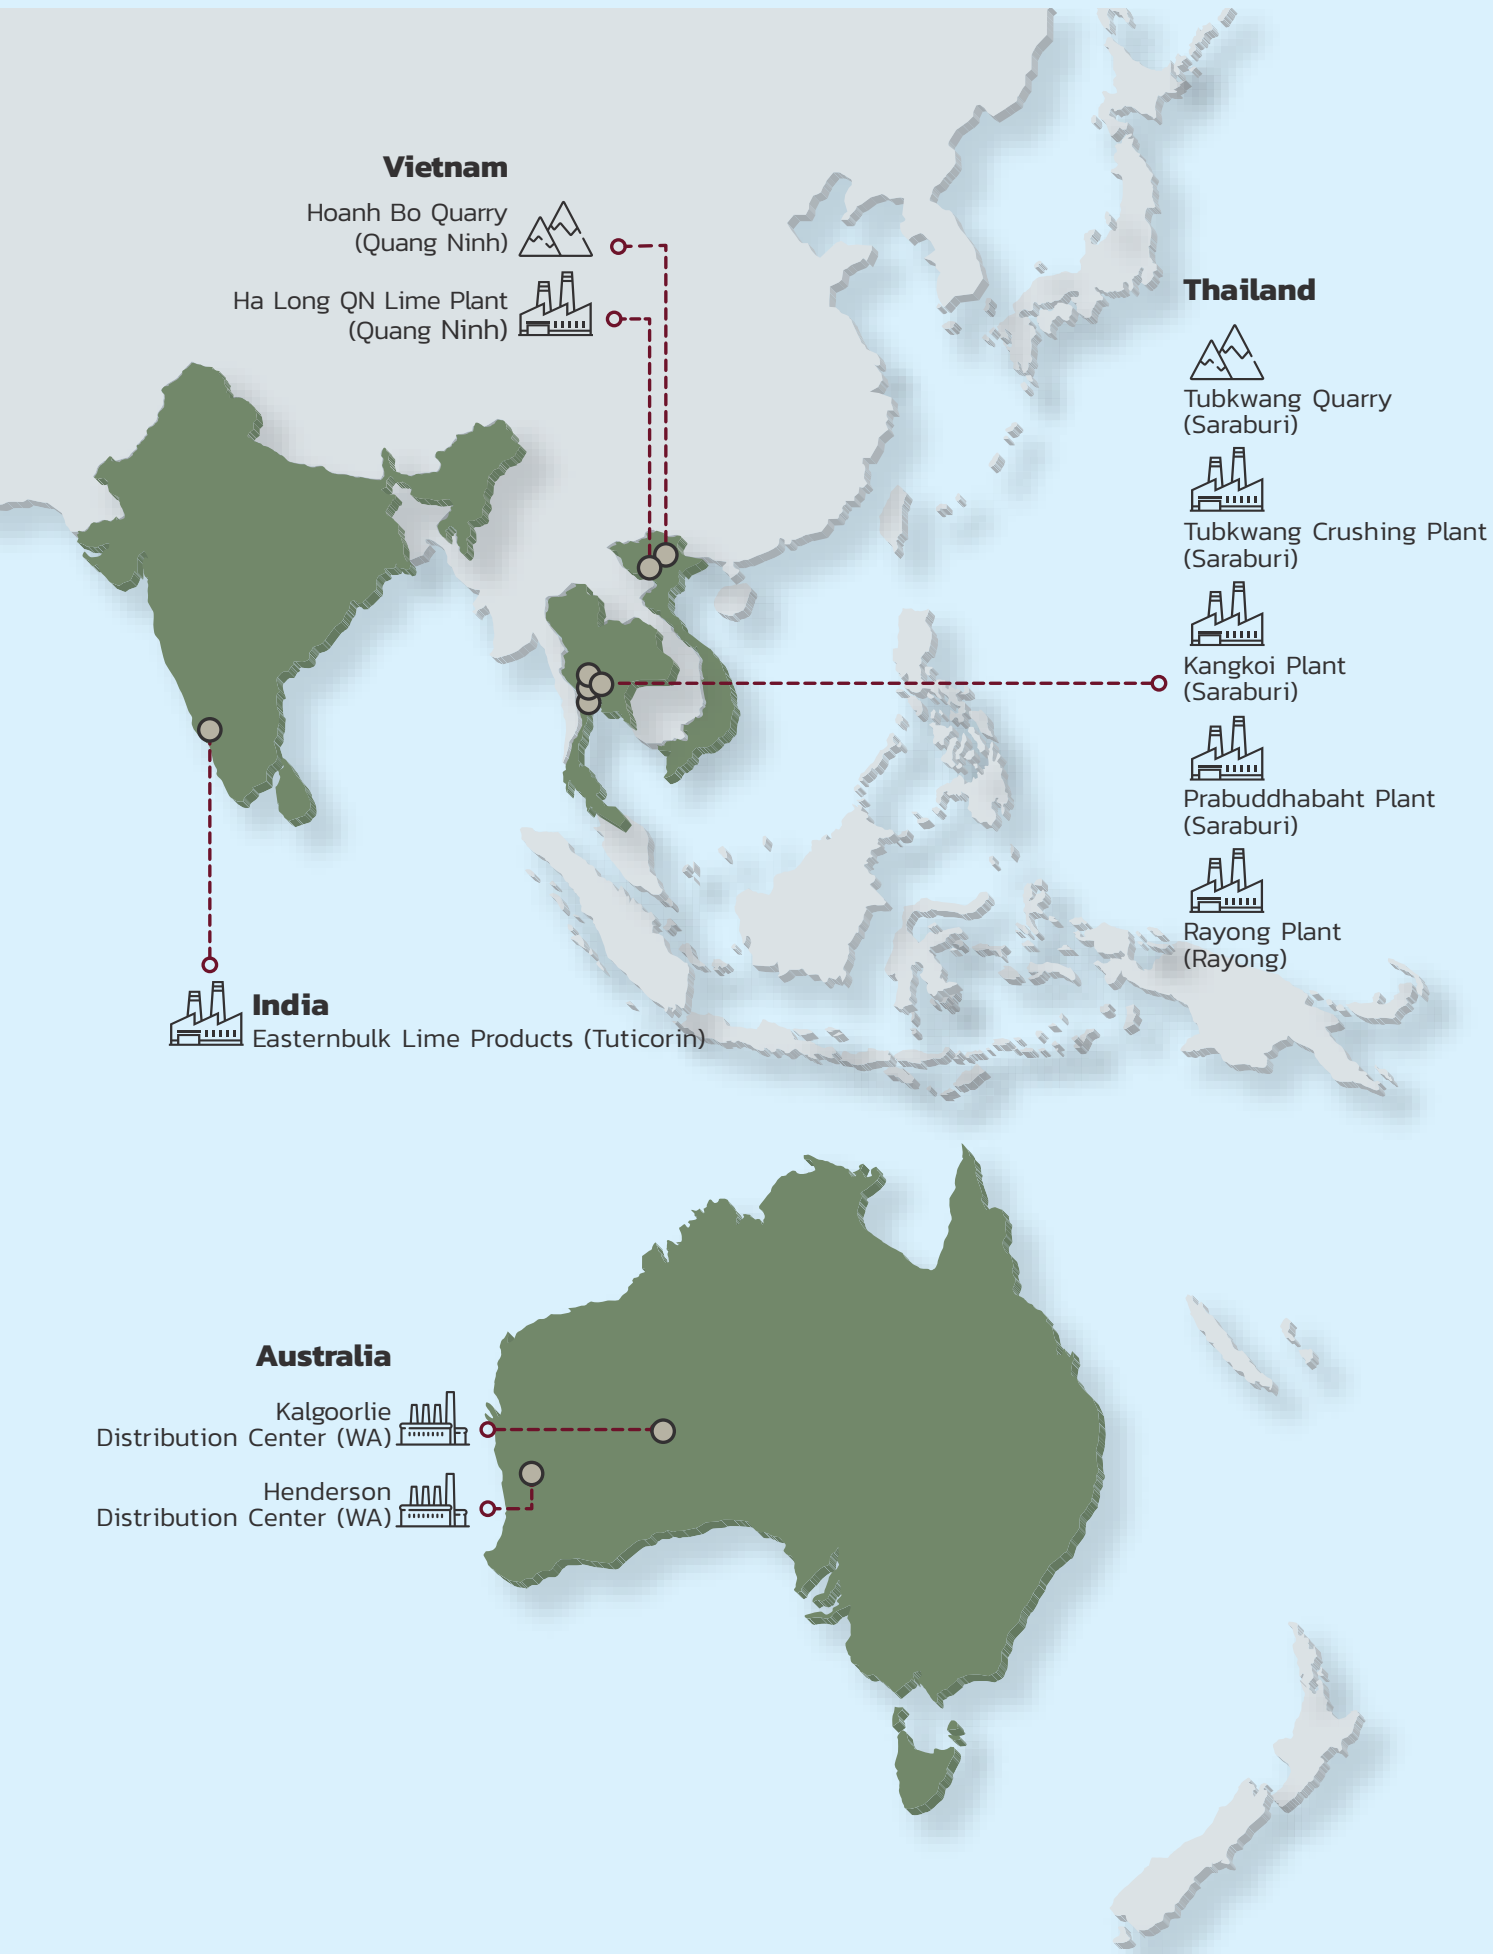 Vietnam
Hoanh Bo Quarry
(Quang Ninh)
Ha Long QN Lime Plant
(Quang Ninh)
Thailand
Tubkwang Quarry
(Saraburi)
Tubkwang Crushing Plant
(Saraburi)
Kangkoi Plant
(Saraburi)
Prabuddhabaht Plant
(Saraburi)
Rayong Plant
(Rayong)
India
Easternbulk Lime Products (Tuticorin)
Australia
Kalgoorlie
Distribution Center (WA)
Henderson
Distribution Center (WA)